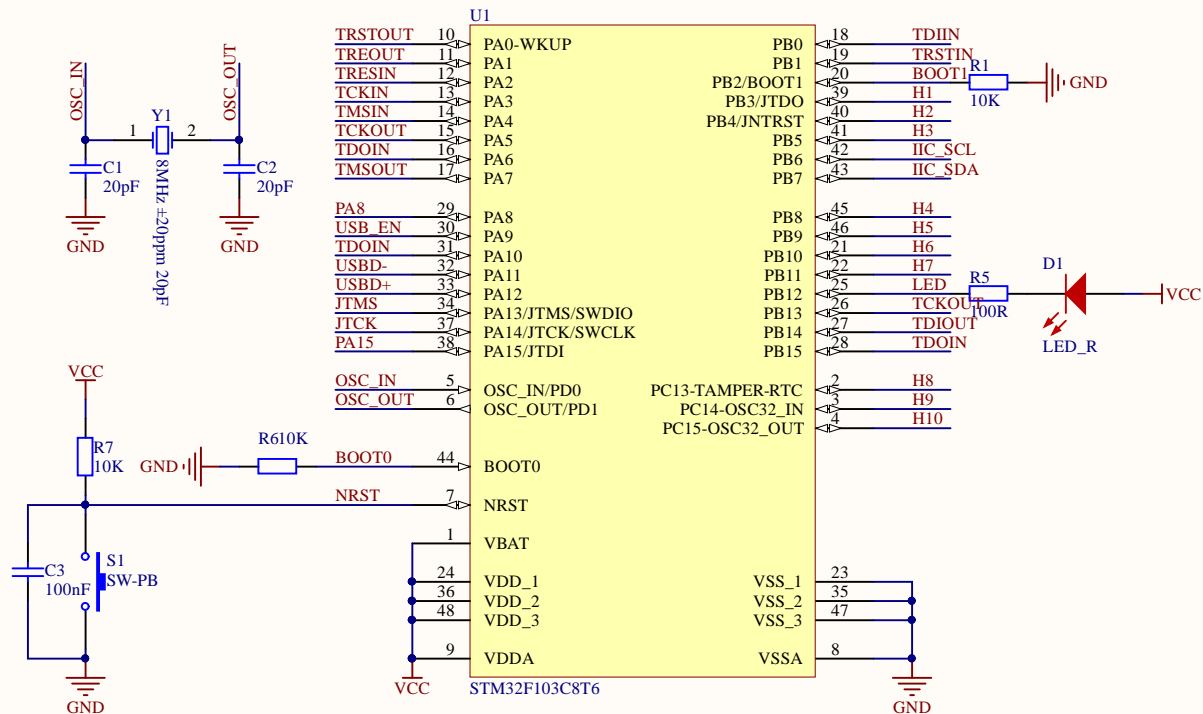 U1
OSC_IN
OSC_OUT
Y1
1
2
8MHz ±20ppm 20pF
C1
20pF
C2
20pF
GND
GND
TRSTOUT 10 PA0-WKUP
TREOUT 11 PA1
TRESIN 12 PA2
TCKIN 13 PA3
TMSIN 14 PA4
TCKOUT 15 PA5
TDOIN 16 PA6
TMSOUT 17 PA7
PA8 29 PA8
USB_EN 30 PA9
TDOIN 31 PA10
USBD- 32 PA11
USBD+ 33 PA12
JTMS 34 PA13/JTMS/SWDIO
JTCK 37 PA14/JTCK/SWCLK
PA15 38 PA15/JTDI
OSC_IN 5 OSC_IN/PD0
OSC_OUT 6 OSC_OUT/PD1
GND R610K BOOT0 44 BOOT0
NRST 7 NRST
1 VBAT
24 VDD_1
36 VDD_2
48 VDD_3
9 VDDA
VCC
VCC
R7
10K
C3
100nF
S1
SW-PB
GND
PB0 18 TDIIN
PB1 19 TRSTIN
PB2/BOOT1 20 BOOT1
R1
10K
GND
PB3/JTDO 39 H1
PB4/JNTRST 40 H2
PB5 41 H3
PB6 42 IIC_SCL
PB7 43 IIC_SDA
PB8 45 H4
PB9 46 H5
PB10 21 H6
PB11 22 H7
PB12 25 LED
R5
100R
D1
LED_R
VCC
PB13 26 TCKOUT
PB14 27 TDIOUT
PB15 28 TDOIN
PC13-TAMPER-RTC 2 H8
PC14-OSC32_IN 3 H9
PC15-OSC32_OUT 4 H10
VSS_1 23
VSS_2 35
VSS_3 47
VSSA 8
GND
STM32F103C8T6